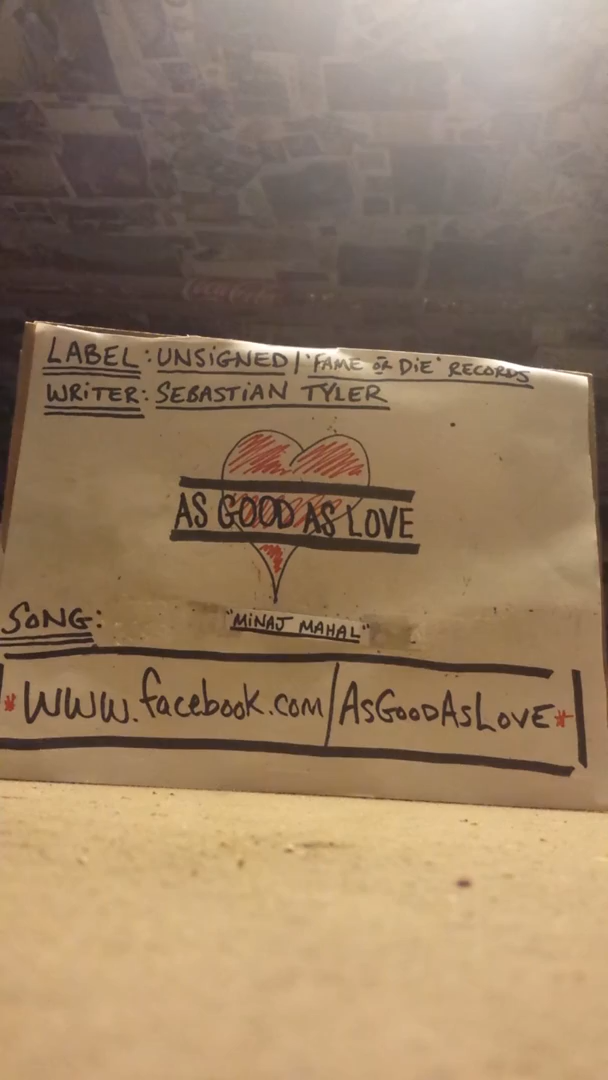 LABEL: UNSIGNED / 'FAME OR DIE' RECORDS
WRITER: SEBASTIAN TYLER
AS GOOD AS LOVE
SONG:
"MINAJ MAHAL"
*www.facebook.com/AsGoodAsLove*